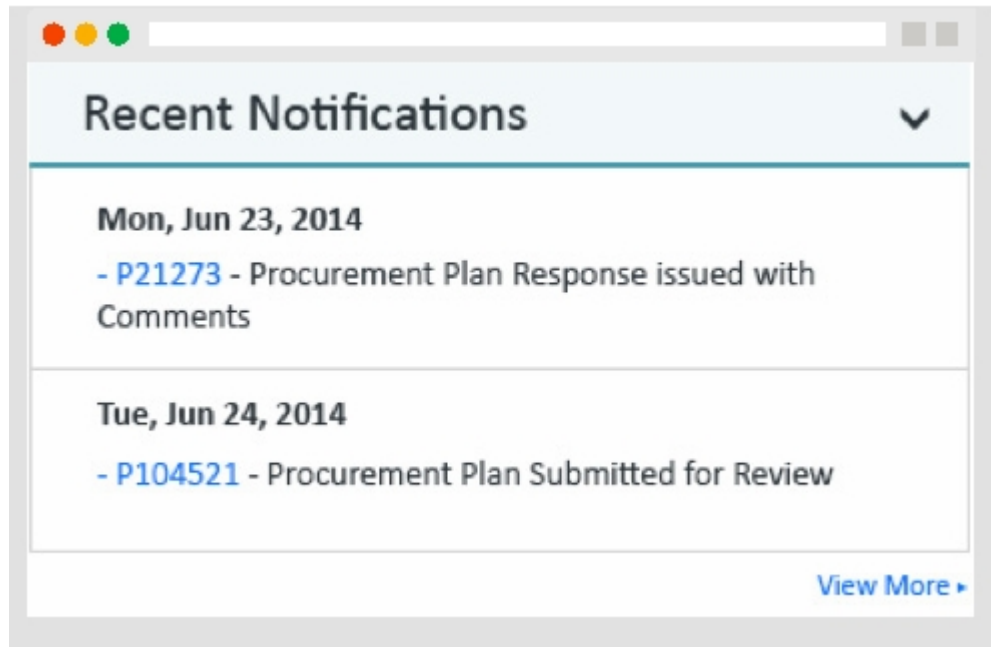 Recent Notifications
Mon, Jun 23, 2014
- P21273 - Procurement Plan Response issued with
Comments
Tue, Jun 24, 2014
- P104521 - Procurement Plan Submitted for Review
View More